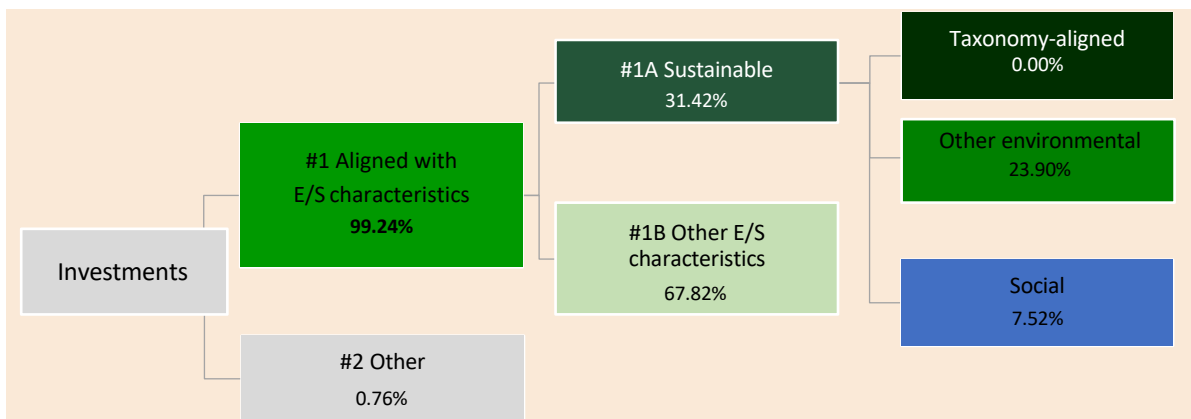 Investments
#1 Aligned with
E/S characteristics
99.24%
#2 Other
0.76%
#1A Sustainable
31.42%
#1B Other E/S
characteristics
67.82%
Taxonomy-aligned
0.00%
Other environmental
23.90%
Social
7.52%